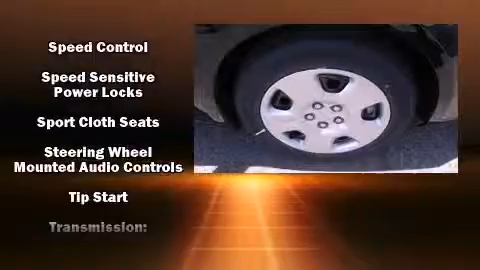 Speed Control
Speed Sensitive
Power Locks
Sport Cloth Seats
Steering Wheel
Mounted Audio Controls
Tip Start
Transmission: